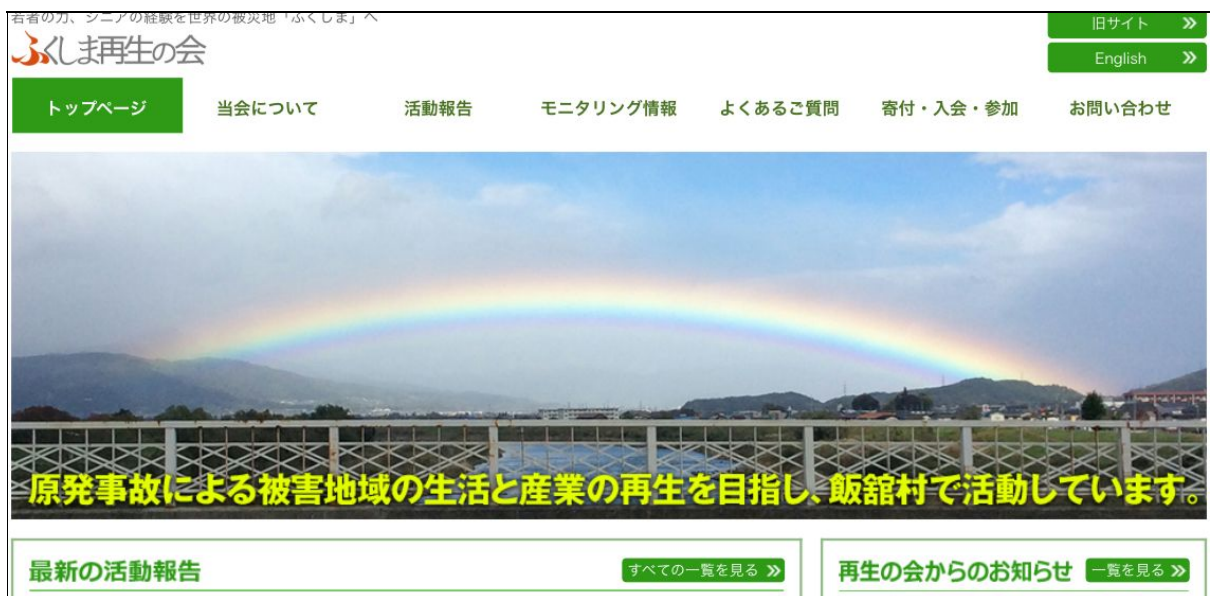 若者の力、シニアの経験を世界の被災地「ふくしま」へ
ふくしま再生の会
旧サイト »
English »
トップページ 当会について 活動報告 モニタリング情報 よくあるご質問 寄付・入会・参加 お問い合わせ
原発事故による被害地域の生活と産業の再生を目指し、飯舘村で活動しています。
最新の活動報告 すべての一覧を見る »
再生の会からのお知らせ 一覧を見る »